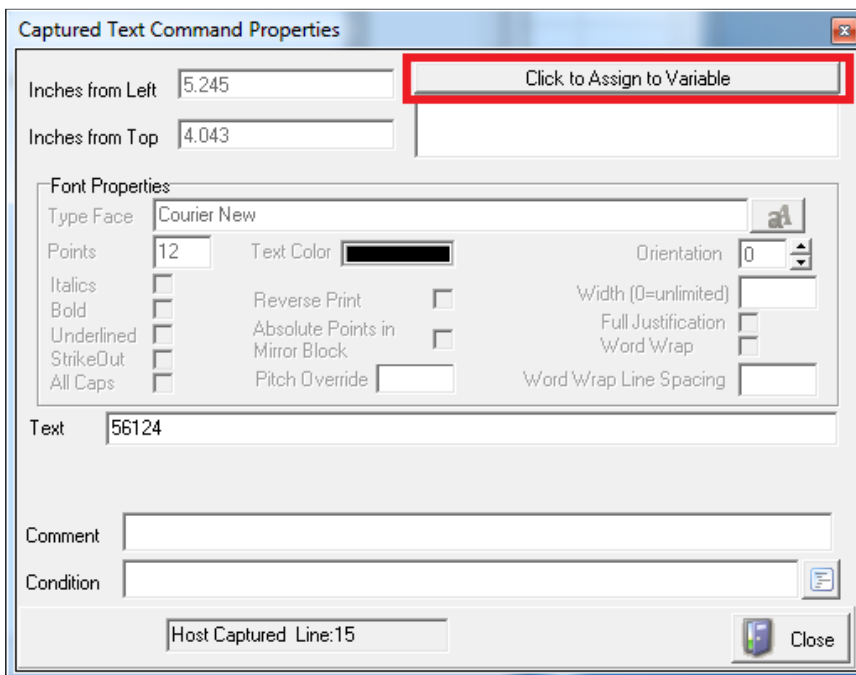 Captured Text Command Properties
Inches from Left 5.245 Click to Assign to Variable
Inches from Top 4.043
Font Properties
Type Face Courier New
Points 12 Text Color Orientation 0
Italics
Bold
Underlined
StrikeOut
All Caps
Reverse Print
Absolute Points in
Mirror Block
Pitch Override
Width (0=unlimited)
Full Justification
Word Wrap
Word Wrap Line Spacing
Text 56124
Comment
Condition
Host Captured Line:15 Close